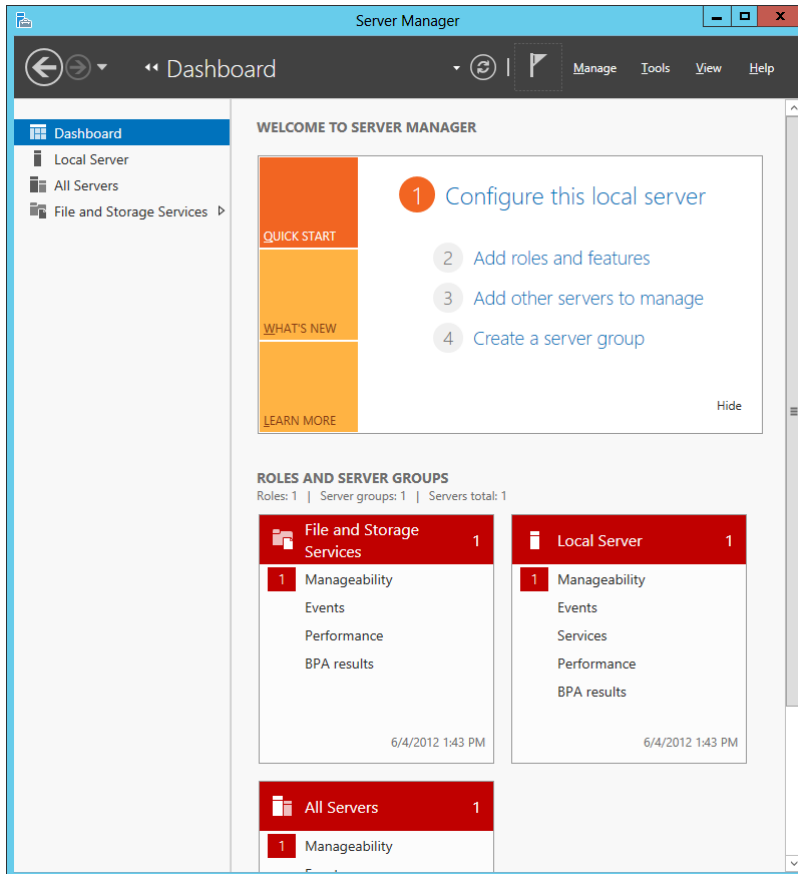 Server Manager
Dashboard
Manage Tools View Help
Dashboard
Local Server
All Servers
File and Storage Services
WELCOME TO SERVER MANAGER
QUICK START
WHAT'S NEW
LEARN MORE
1 Configure this local server
2 Add roles and features
3 Add other servers to manage
4 Create a server group
Hide
ROLES AND SERVER GROUPS
Roles: 1 | Server groups: 1 | Servers total: 1
File and Storage
Services 1
1 Manageability
Events
Performance
BPA results
6/4/2012 1:43 PM
Local Server 1
1 Manageability
Events
Services
Performance
BPA results
6/4/2012 1:43 PM
All Servers 1
1 Manageability